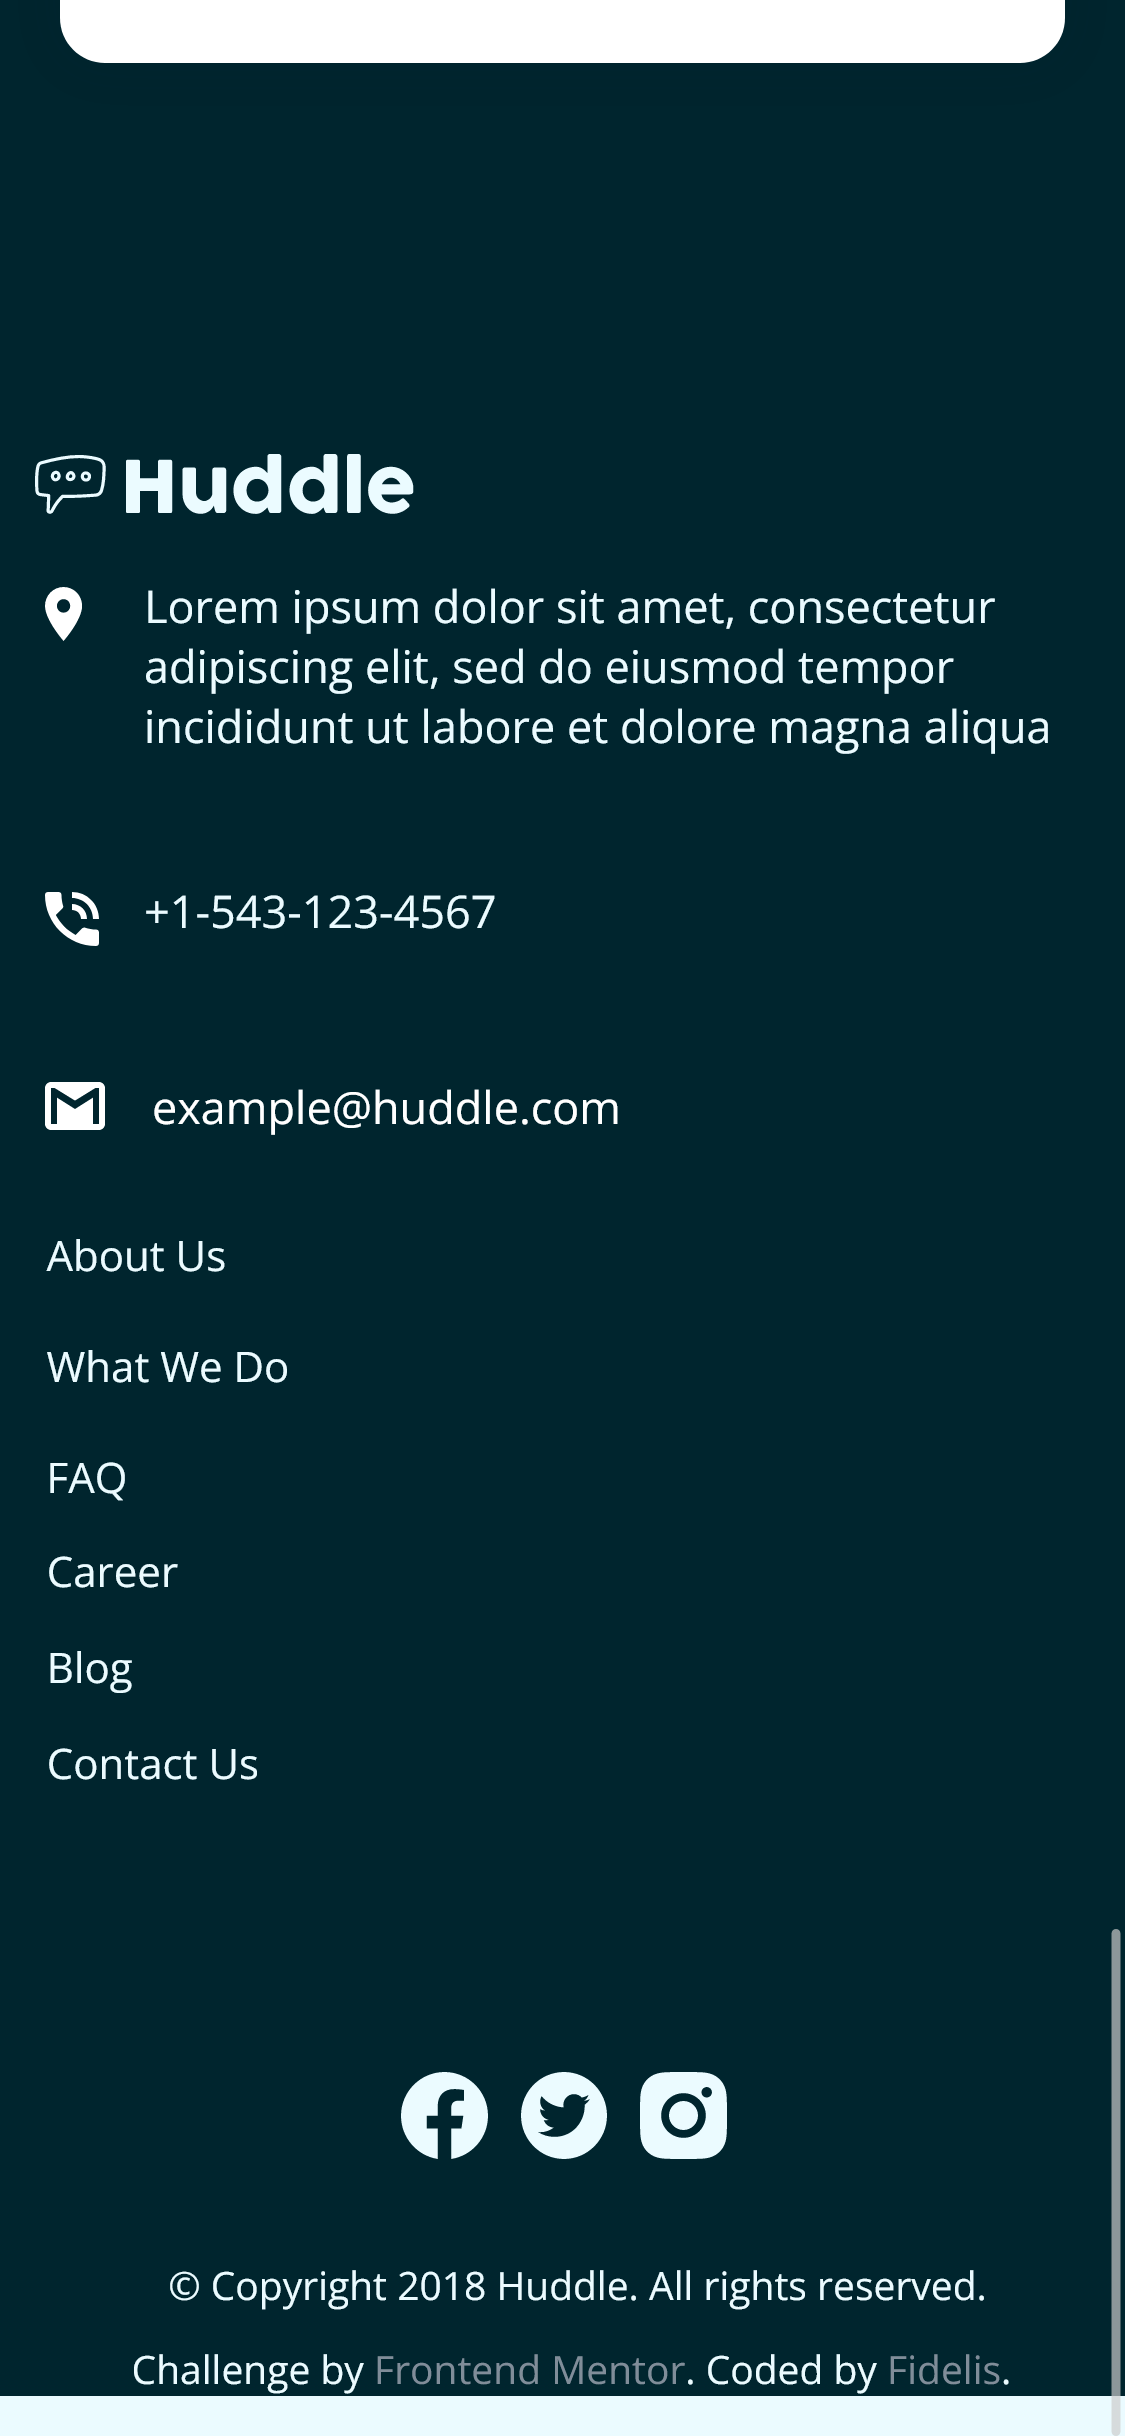 Huddle
Lorem ipsum dolor sit amet, consectetur
adipiscing elit, sed do eiusmod tempor
incididunt ut labore et dolore magna aliqua
+1-543-123-4567
example@huddle.com
About Us
What We Do
FAQ
Career
Blog
Contact Us
© Copyright 2018 Huddle. All rights reserved.
Challenge by Frontend Mentor. Coded by Fidelis.